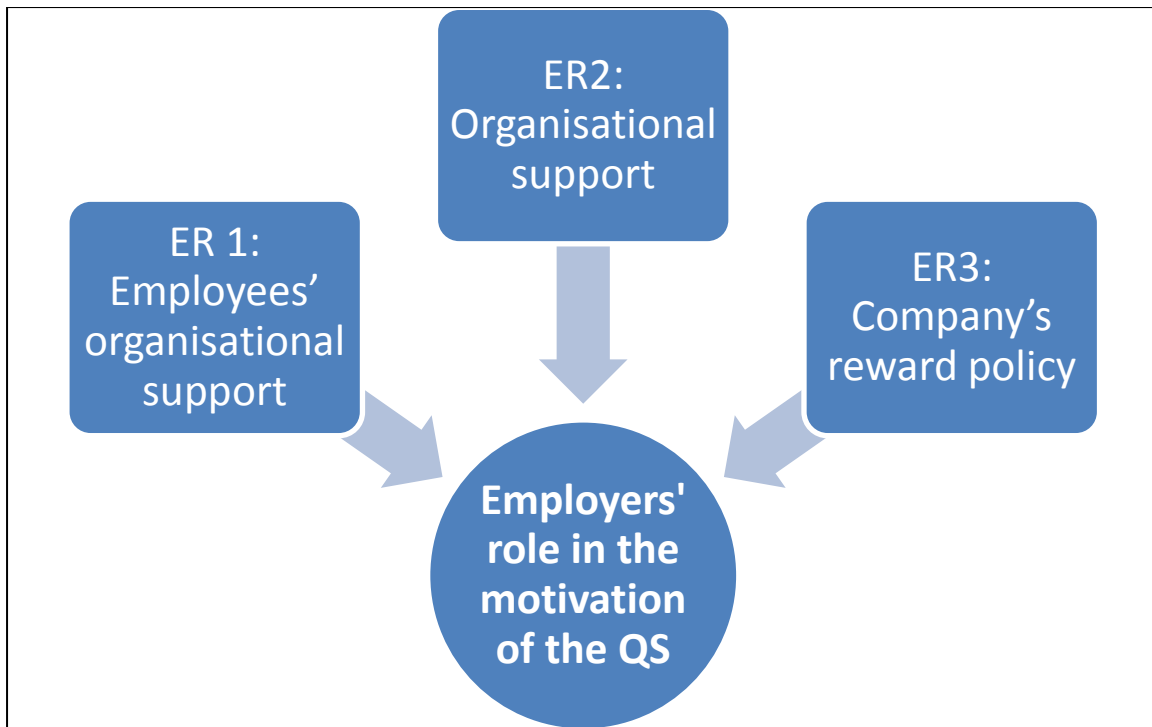 ER2:
Organisational
support
ER 1:
Employees’
organisational
support
ER3:
Company’s
reward policy
Employers'
role in the
motivation
of the QS